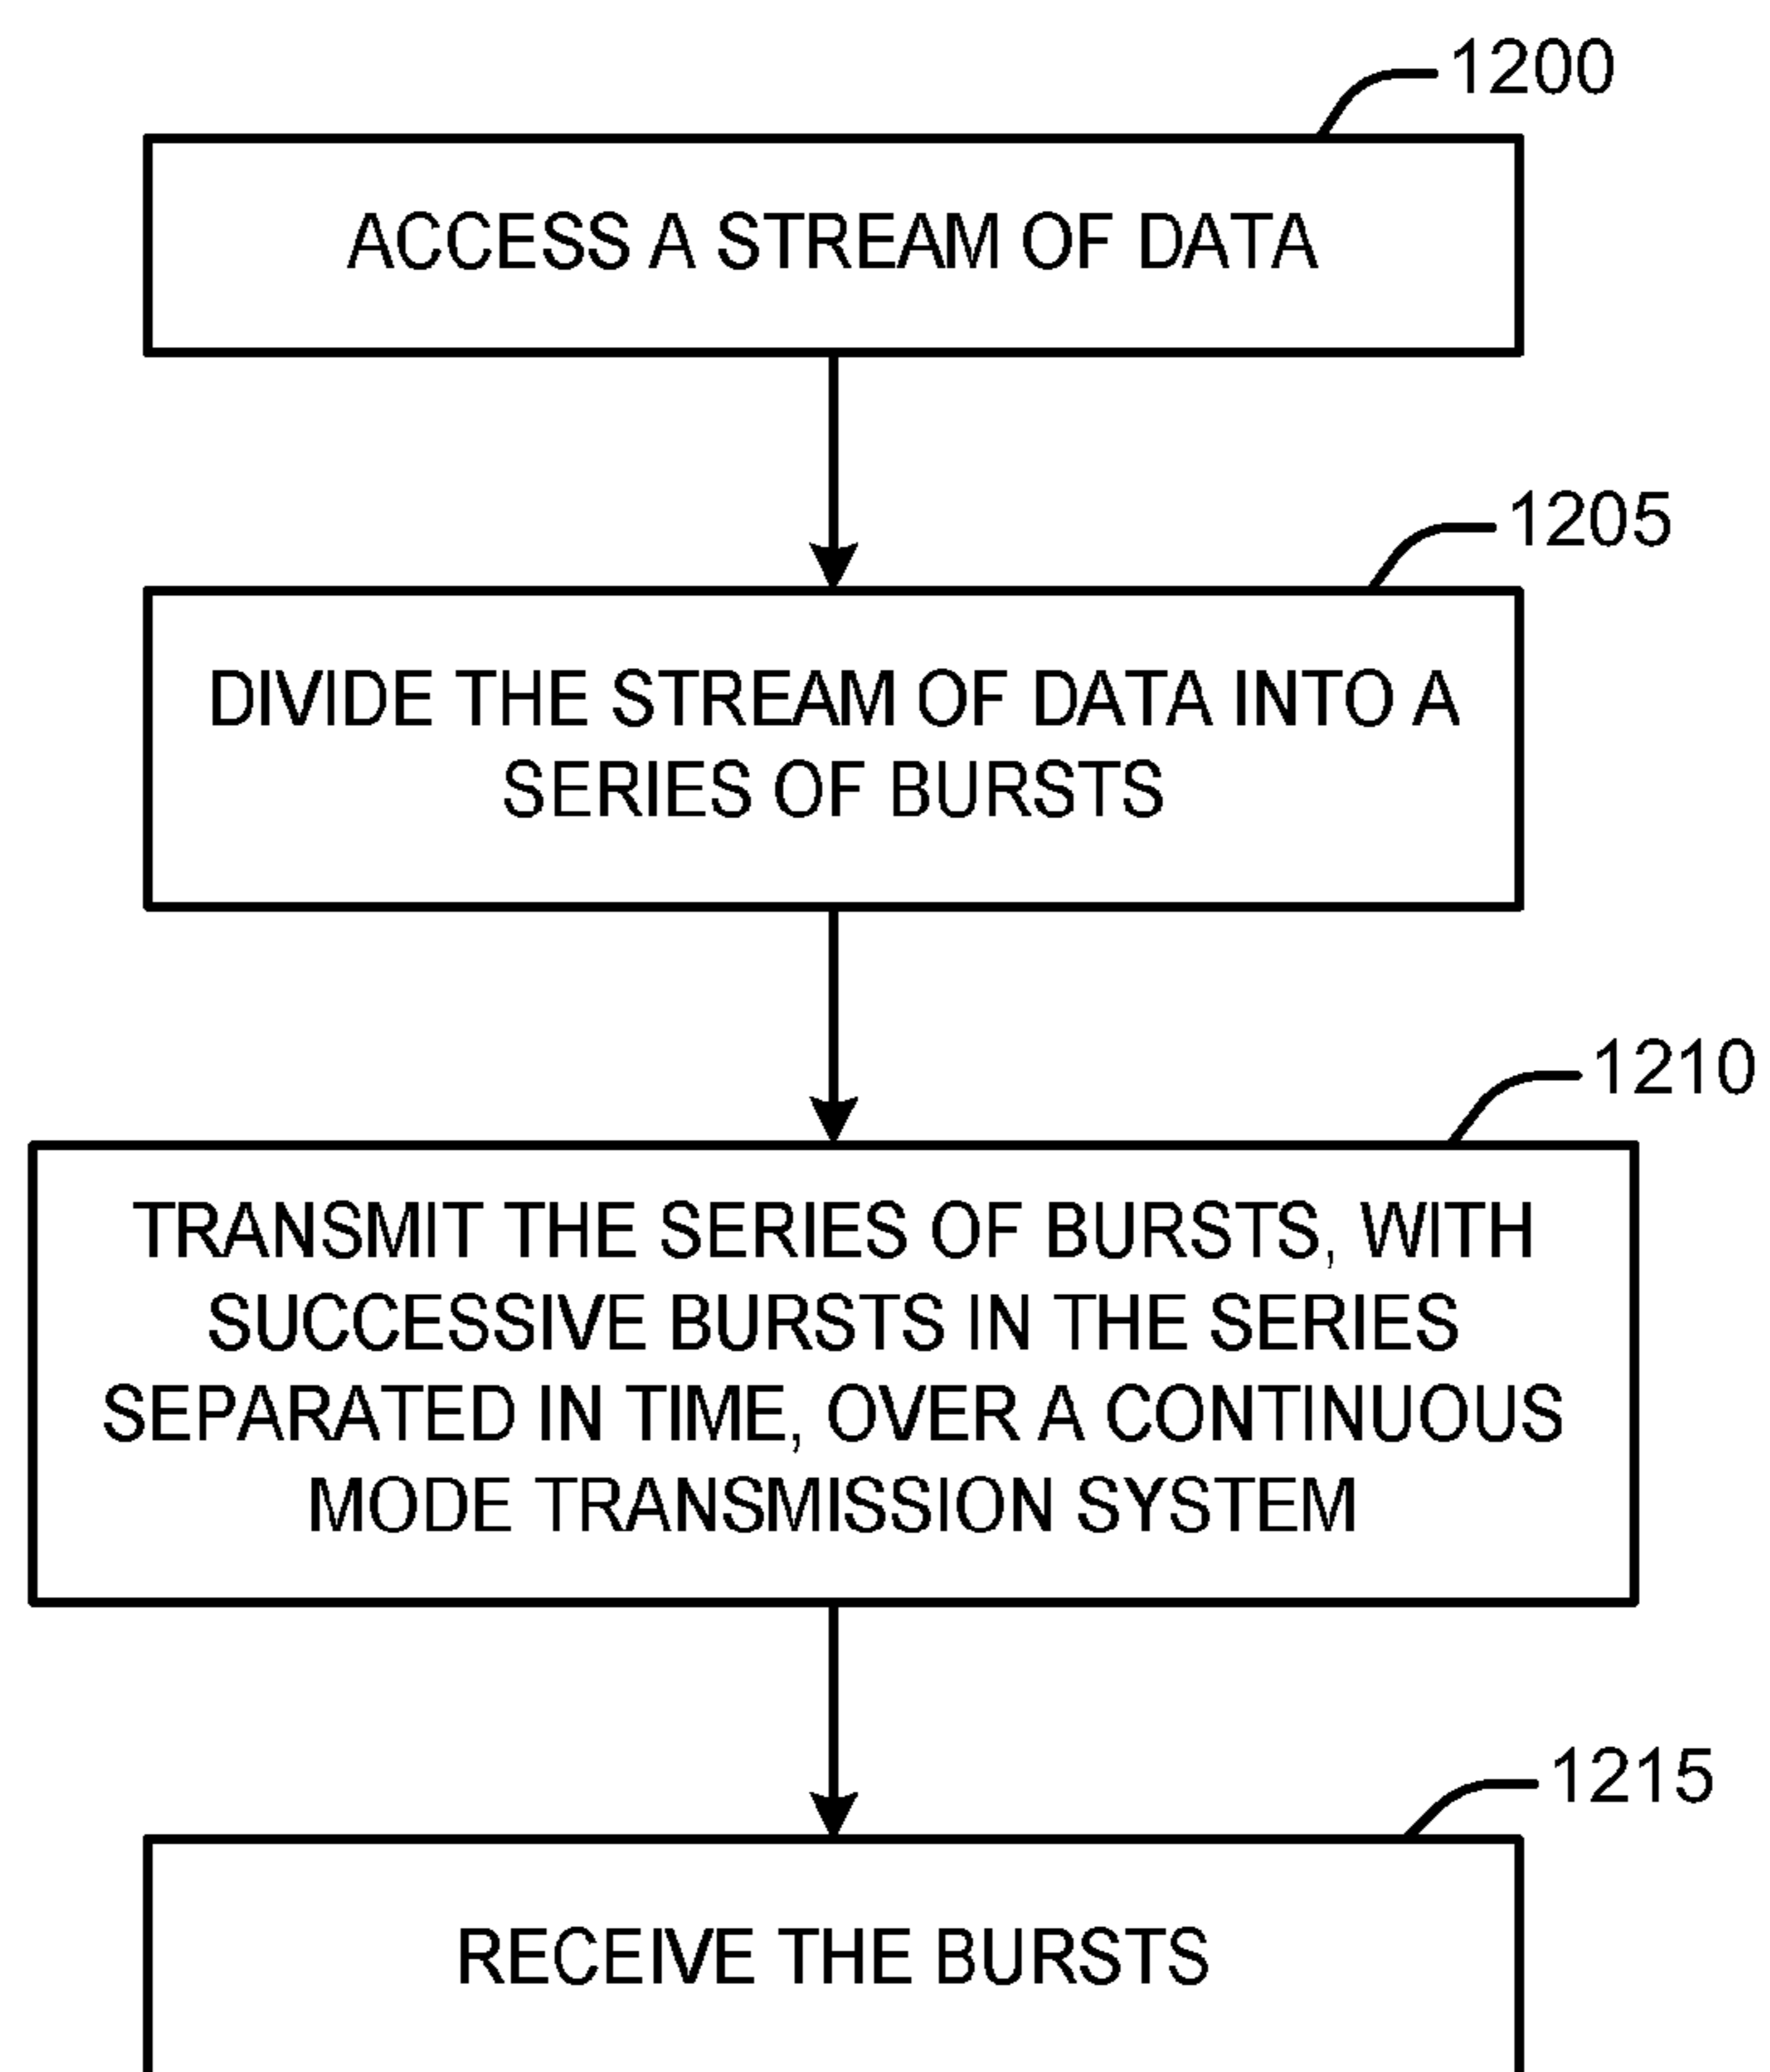 1200
ACCESS A STREAM OF DATA
1205
DIVIDE THE STREAM OF DATA INTO A
SERIES OF BURSTS
1210
TRANSMIT THE SERIES OF BURSTS, WITH
SUCCESSIVE BURSTS IN THE SERIES
SEPARATED IN TIME, OVER A CONTINUOUS
MODE TRANSMISSION SYSTEM
1215
RECEIVE THE BURSTS